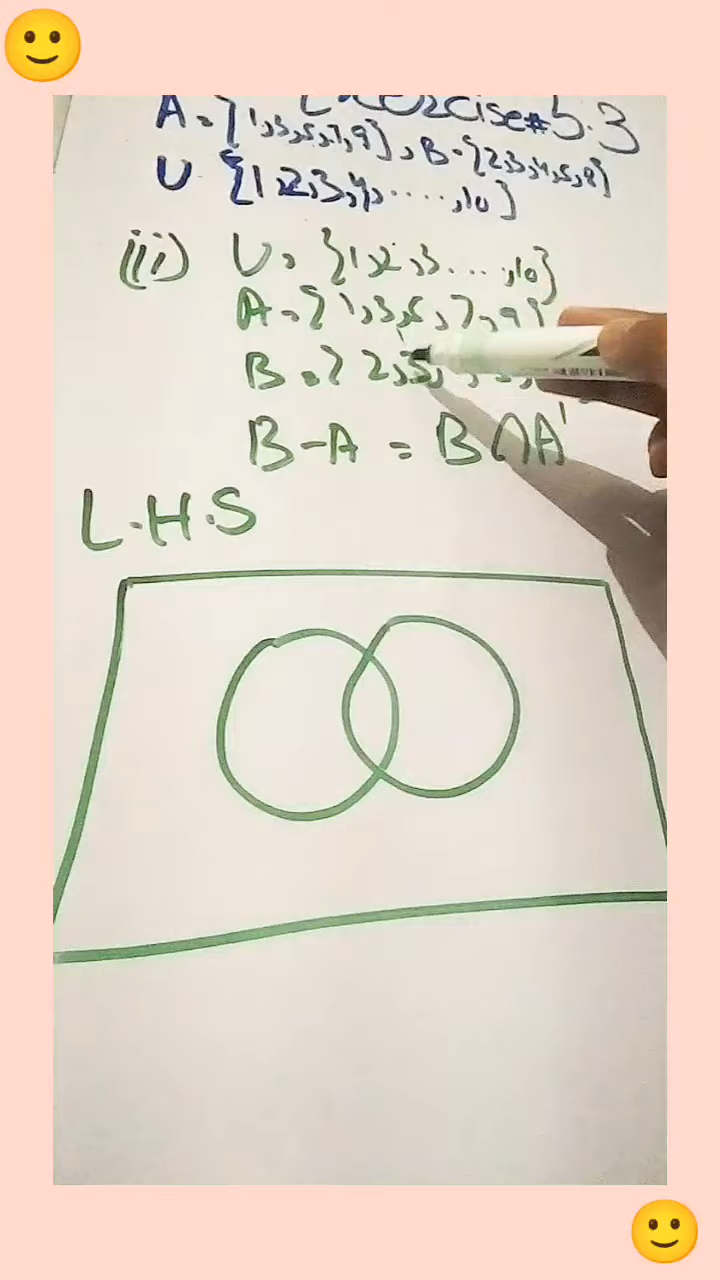 Exercise#5.3
A = {1,3,5,7,9}, B = {2,3,4,5,8}
U {1,2,3,4,.....,10}
(ii) U = {1,2,3....,10}
A = {1,3,5,7,9}
B = {2,3,
B-A = B∩A'
L.H.S